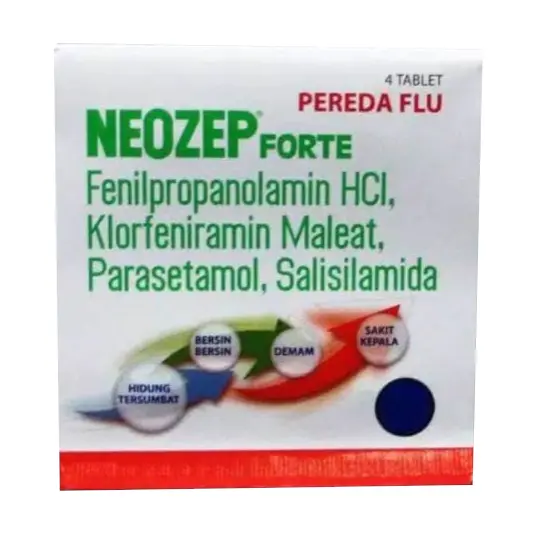 4 TABLET
PEREDA FLU
NEOZEP® FORTE
Fenilpropanolamin HCl,
Klorfeniramin Maleat,
Parasetamol, Salisilamida
BERSIN
BERSIN
DEMAM
SAKIT
KEPALA
HIDUNG
TERSUMBAT